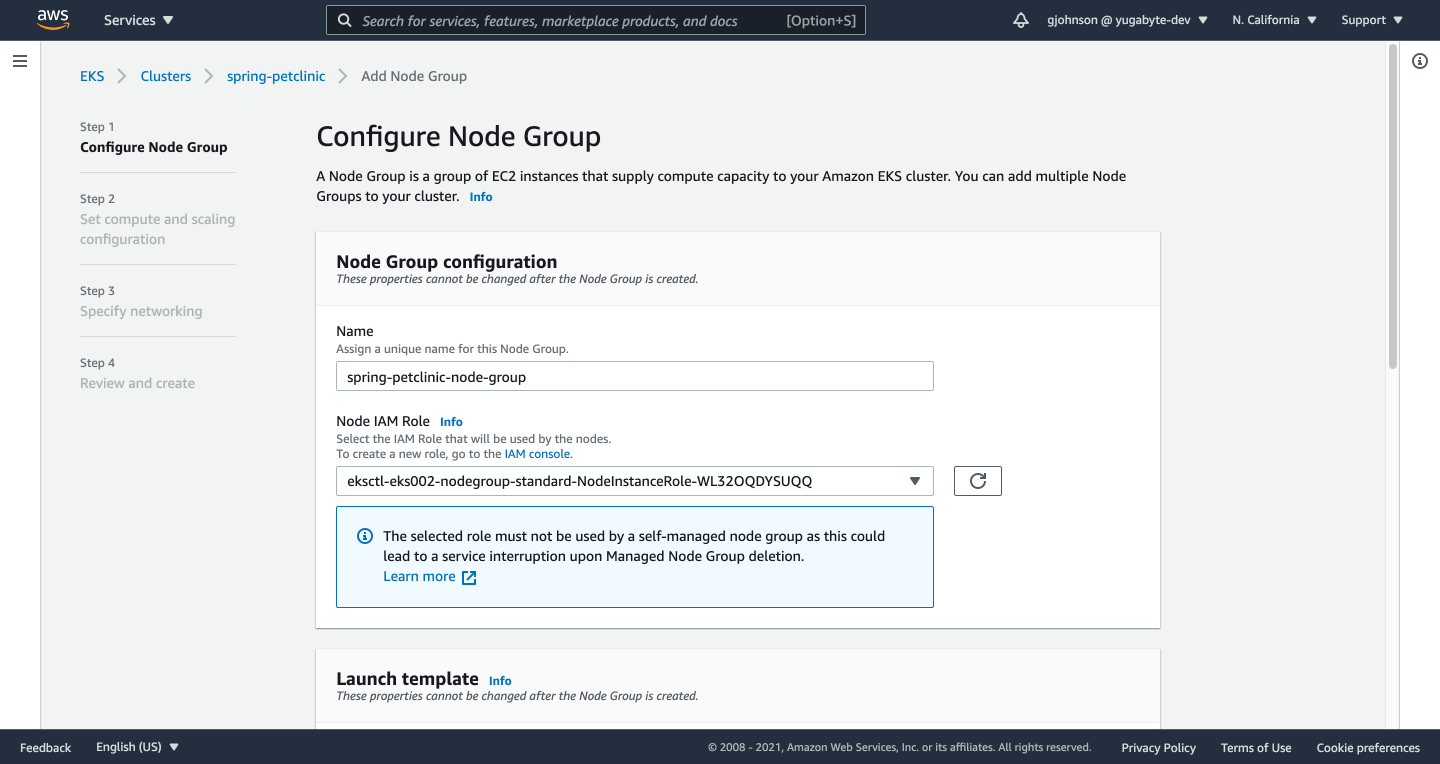 aws
Services
Search for services, features, marketplace products, and docs [Option+S]
gjohnson @ yugabyte-dev
N. California
Support
EKS
Clusters
spring-petclinic
Add Node Group
Step 1
Configure Node Group
Step 2
Set compute and scaling
configuration
Step 3
Specify networking
Step 4
Review and create
Configure Node Group
A Node Group is a group of EC2 instances that supply compute capacity to your Amazon EKS cluster. You can add multiple Node
Groups to your cluster. Info
Node Group configuration
These properties cannot be changed after the Node Group is created.
Name
Assign a unique name for this Node Group.
spring-petclinic-node-group
Node IAM Role Info
Select the IAM Role that will be used by the nodes.
To create a new role, go to the IAM console.
eksctl-eks002-nodegroup-standard-NodeInstanceRole-WL32OQDYSUQQ
The selected role must not be used by a self-managed node group as this could
lead to a service interruption upon Managed Node Group deletion.
Learn more
Launch template Info
These properties cannot be changed after the Node Group is created.
Feedback
English (US)
© 2008 - 2021, Amazon Web Services, Inc. or its affiliates. All rights reserved.
Privacy Policy
Terms of Use
Cookie preferences